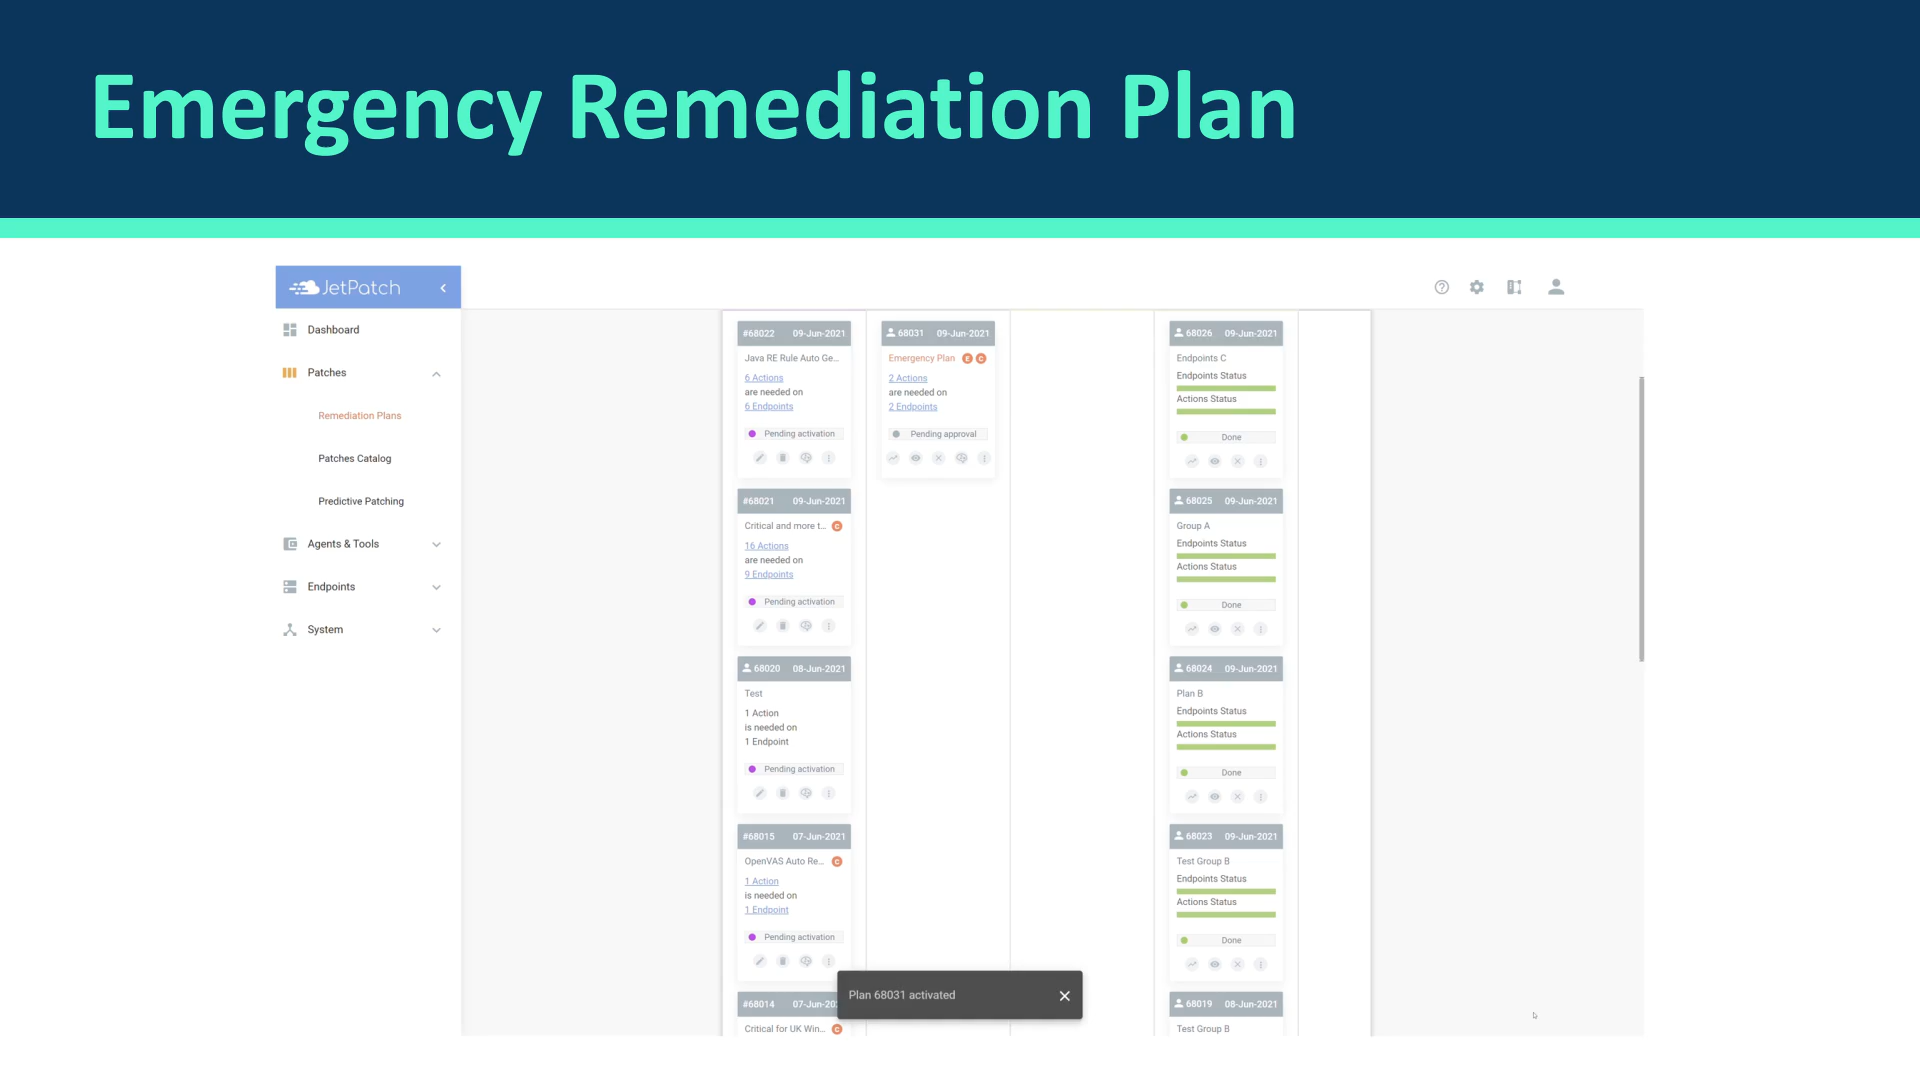 Emergency Remediation Plan
JetPatch
Dashboard
Patches
Remediation Plans
Patches Catalog
Predictive Patching
Agents & Tools
Endpoints
System
#68022 09-Jun-2021
Java RE Rule Auto Ge...
6 Actions
are needed on
6 Endpoints
Pending activation
#68021 09-Jun-2021
Critical and more t... C
16 Actions
are needed on
9 Endpoints
Pending activation
68020 08-Jun-2021
Test
1 Action
is needed on
1 Endpoint
Pending activation
#68015 07-Jun-2021
OpenVAS Auto Re... C
1 Action
is needed on
1 Endpoint
Pending activation
#68014 07-Jun-20
Critical for UK Win... C
68031 09-Jun-2021
Emergency Plan E C
2 Actions
are needed on
2 Endpoints
Pending approval
68026 09-Jun-2021
Endpoints C
Endpoints Status
Actions Status
Done
68025 09-Jun-2021
Group A
Endpoints Status
Actions Status
Done
68024 09-Jun-2021
Plan B
Endpoints Status
Actions Status
Done
68023 09-Jun-2021
Test Group B
Endpoints Status
Actions Status
Done
68019 08-Jun-2021
Test Group B
Plan 68031 activated